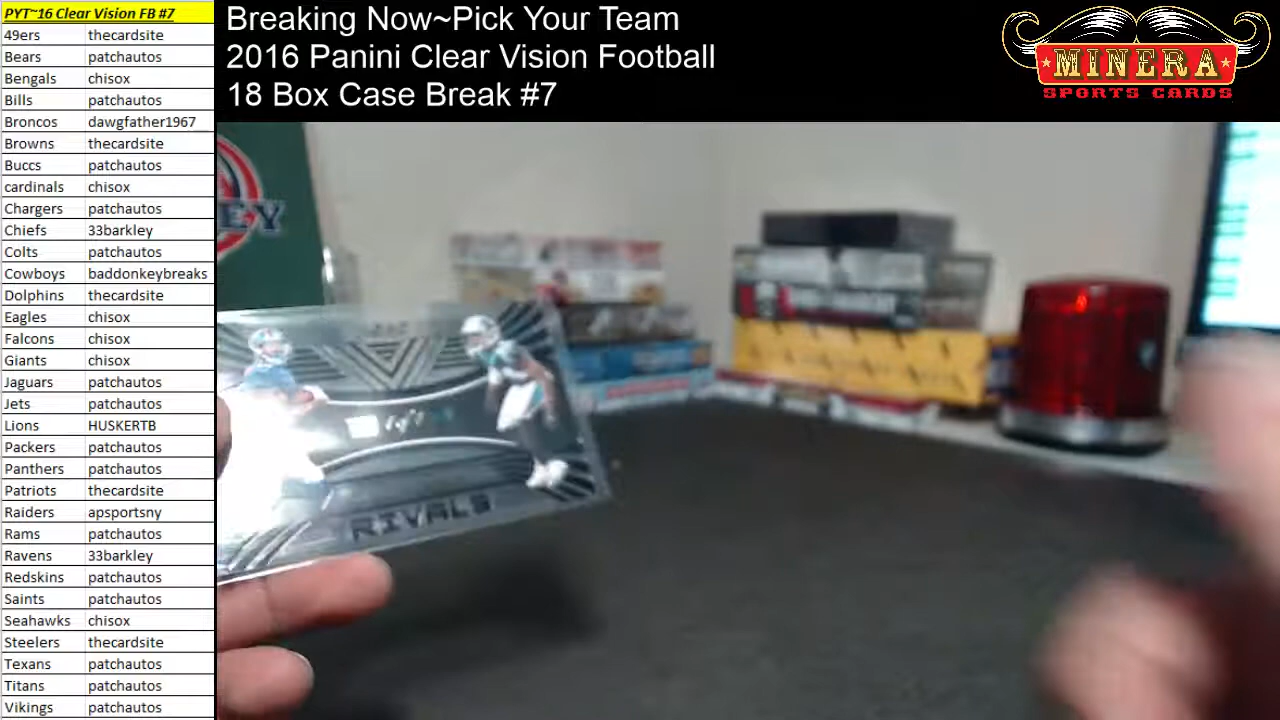 PYT~16 Clear Vision FB #7
49ers thecardsite
Bears patchautos
Bengals chisox
Bills patchautos
Broncos dawgfather1967
Browns thecardsite
Buccs patchautos
cardinals chisox
Chargers patchautos
Chiefs 33barkley
Colts patchautos
Cowboys baddonkeybreaks
Dolphins thecardsite
Eagles chisox
Falcons chisox
Giants chisox
Jaguars patchautos
Jets patchautos
Lions HUSKERTB
Packers patchautos
Panthers patchautos
Patriots thecardsite
Raiders apsportsny
Rams patchautos
Ravens 33barkley
Redskins patchautos
Saints patchautos
Seahawks chisox
Steelers thecardsite
Texans patchautos
Titans patchautos
Vikings patchautos
Breaking Now~Pick Your Team
2016 Panini Clear Vision Football
18 Box Case Break #7
MINERA
SPORTS CARDS
RIVALS